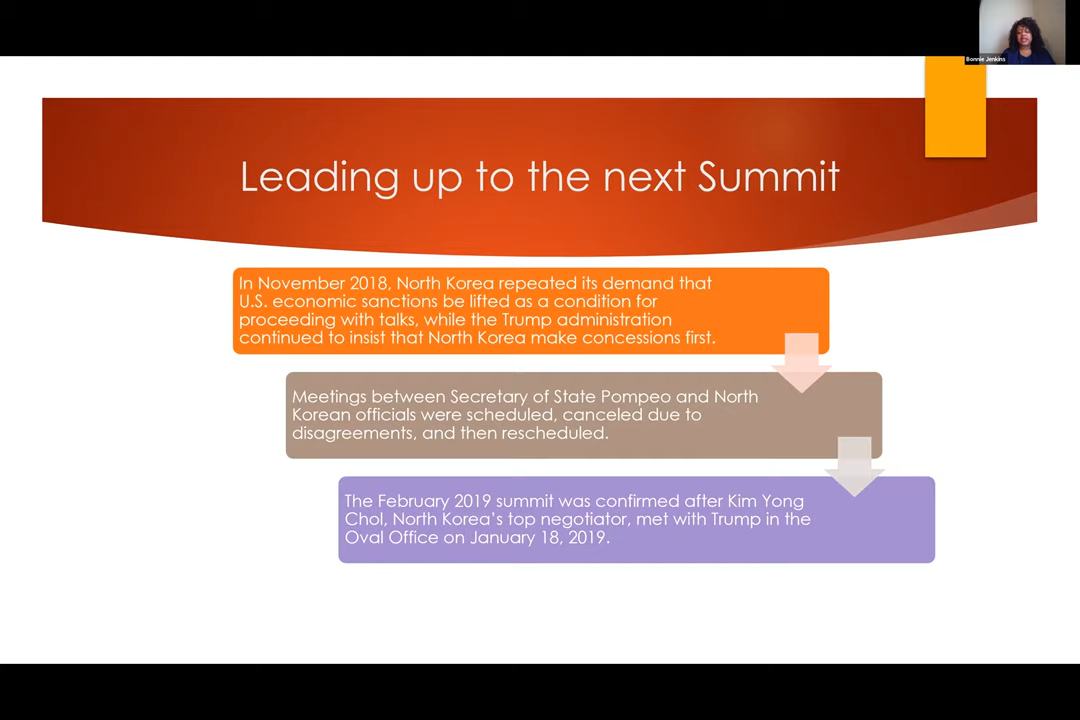 Bonnie Jenkins
Leading up to the next Summit
In November 2018, North Korea repeated its demand that
U.S. economic sanctions be lifted as a condition for
proceeding with talks, while the Trump administration
continued to insist that North Korea make concessions first.
Meetings between Secretary of State Pompeo and North
Korean officials were scheduled, canceled due to
disagreements, and then rescheduled.
The February 2019 summit was confirmed after Kim Yong
Chol, North Korea’s top negotiator, met with Trump in the
Oval Office on January 18, 2019.